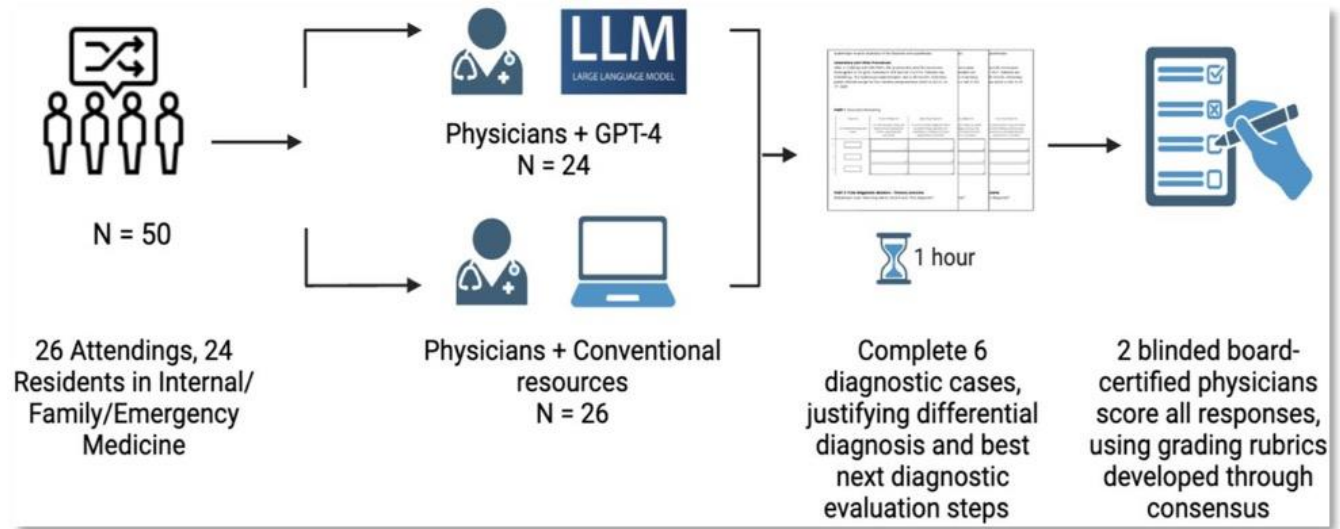 LLM
LARGE LANGUAGE MODEL
Physicians + GPT-4
N = 24
N = 50
1 hour
26 Attendings, 24
Residents in Internal/
Family/Emergency
Medicine
Physicians + Conventional
resources
N = 26
Complete 6
diagnostic cases,
justifying differential
diagnosis and best
next diagnostic
evaluation steps
2 blinded board-
certified physicians
score all responses,
using grading rubrics
developed through
consensus